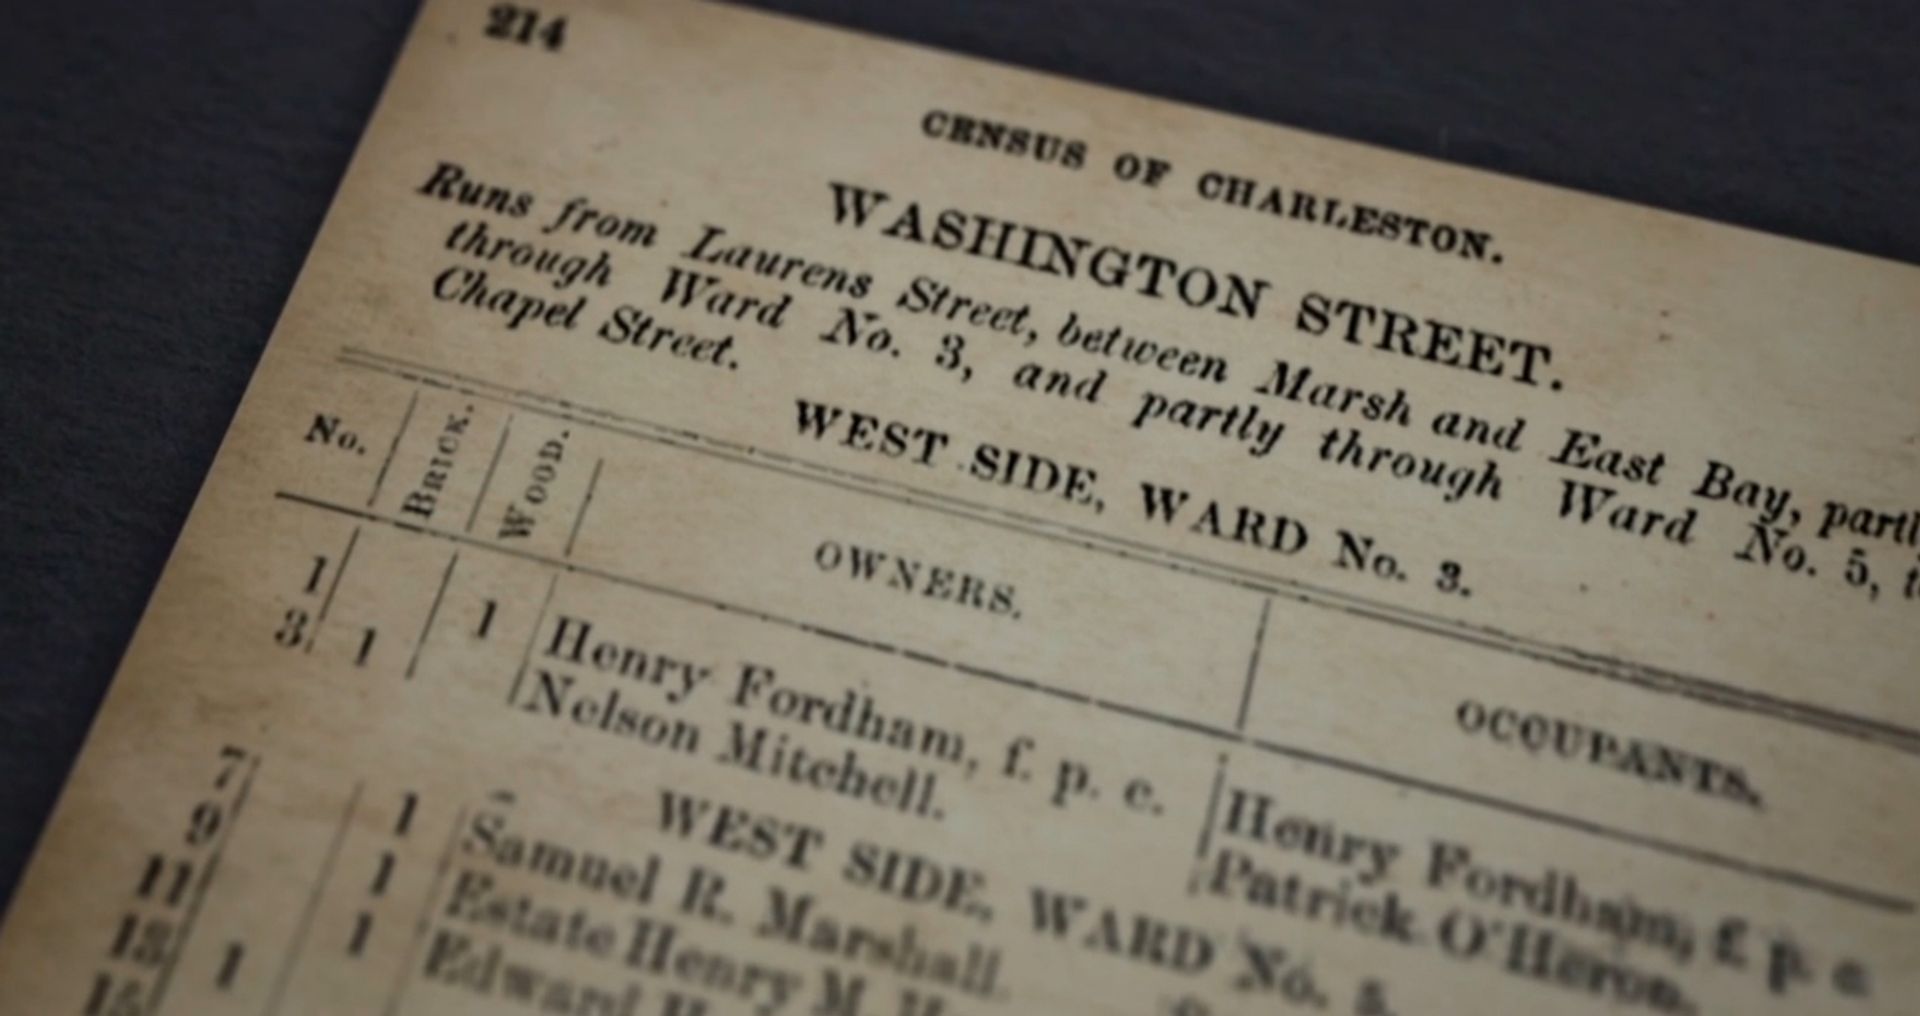 214
CENSUS OF CHARLESTON.
WASHINGTON STREET.
Runs from Laurens Street, between Marsh and East Bay, partly
through Ward No. 3, and partly through Ward No. 5,
Chapel Street.
WEST SIDE, WARD No. 3.
No. BRICK. WOOD. OWNERS. OCCUPANTS.
1 1 Henry Fordham, f. p. c. Henry Fordham, f. p. c.
3 1 Nelson Mitchell. Patrick O'Heron.
WEST SIDE, WARD No. 5.
7 1 Samuel R. Marshall.
9 1 Estate Henry M.
11 1 Edward
13 1
15